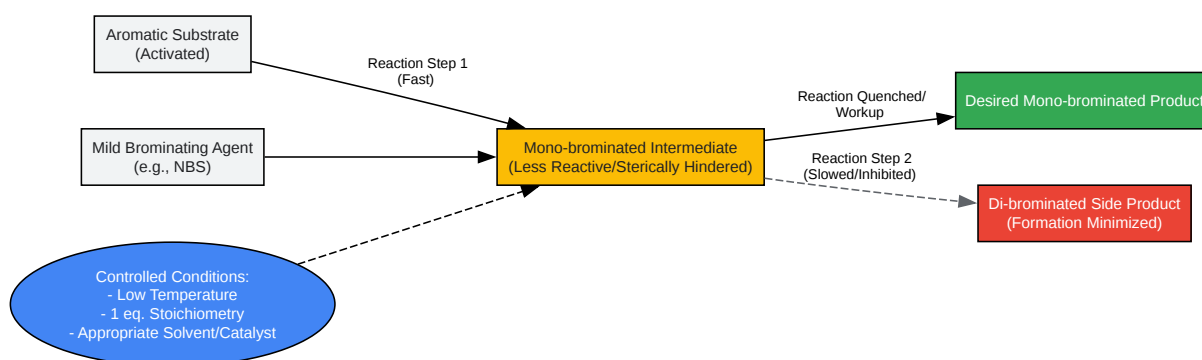 Aromatic Substrate
(Activated)
Reaction Step 1
(Fast)
Mild Brominating Agent
(e.g., NBS)
Controlled Conditions:
- Low Temperature
- 1 eq. Stoichiometry
- Appropriate Solvent/Catalyst
Mono-brominated Intermediate
(Less Reactive/Sterically Hindered)
Reaction Quenched/
Workup
Desired Mono-brominated Product
Reaction Step 2
(Slowed/Inhibited)
Di-brominated Side Product
(Formation Minimized)